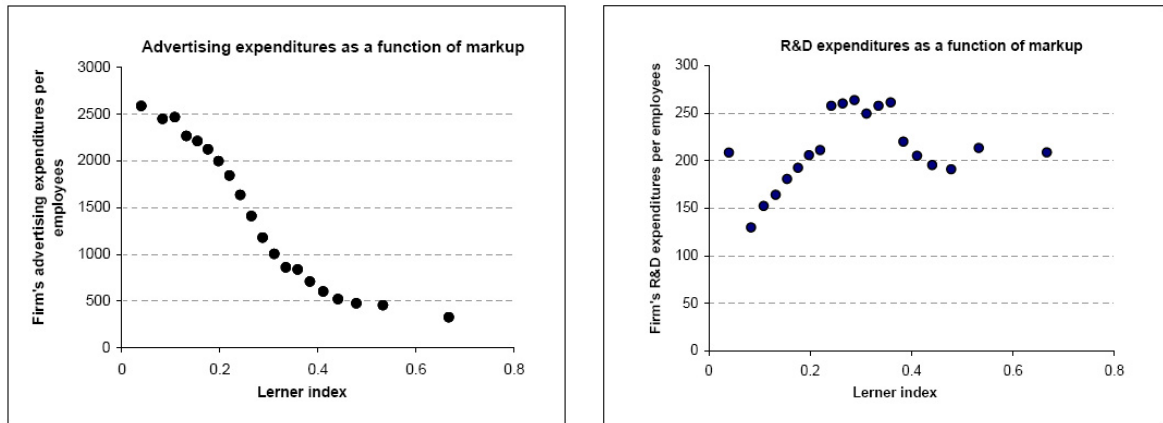 Advertising expenditures as a function of markup
Firm's advertising expenditures per
employees
3000
2500
2000
1500
1000
500
0
0 0.2 0.4 0.6 0.8
Lerner index
R&D expenditures as a function of markup
Firm's R&D expenditures per employees
300
250
200
150
100
50
0
0 0.2 0.4 0.6 0.8
Lerner index